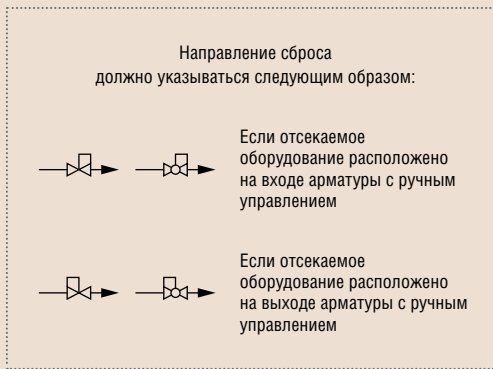 Направление сброса
должно указываться следующим образом:
Если отсекаемое
оборудование расположено
на входе арматуры с ручным
управлением
Если отсекаемое
оборудование расположено
на выходе арматуры с ручным
управлением